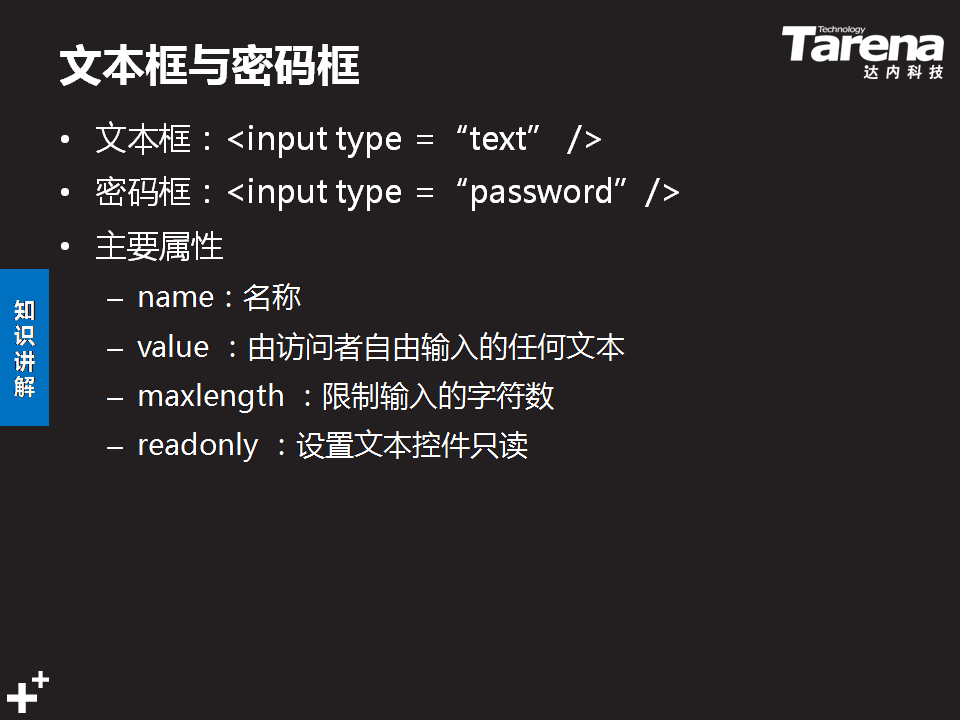 文本框与密码框
Technology
Tarena
达内科技
• 文本框：<input type = “text” />
• 密码框：<input type = “password” />
• 主要属性
– name：名称
– value ：由访问者自由输入的任何文本
– maxlength ：限制输入的字符数
– readonly ：设置文本控件只读
知识讲解